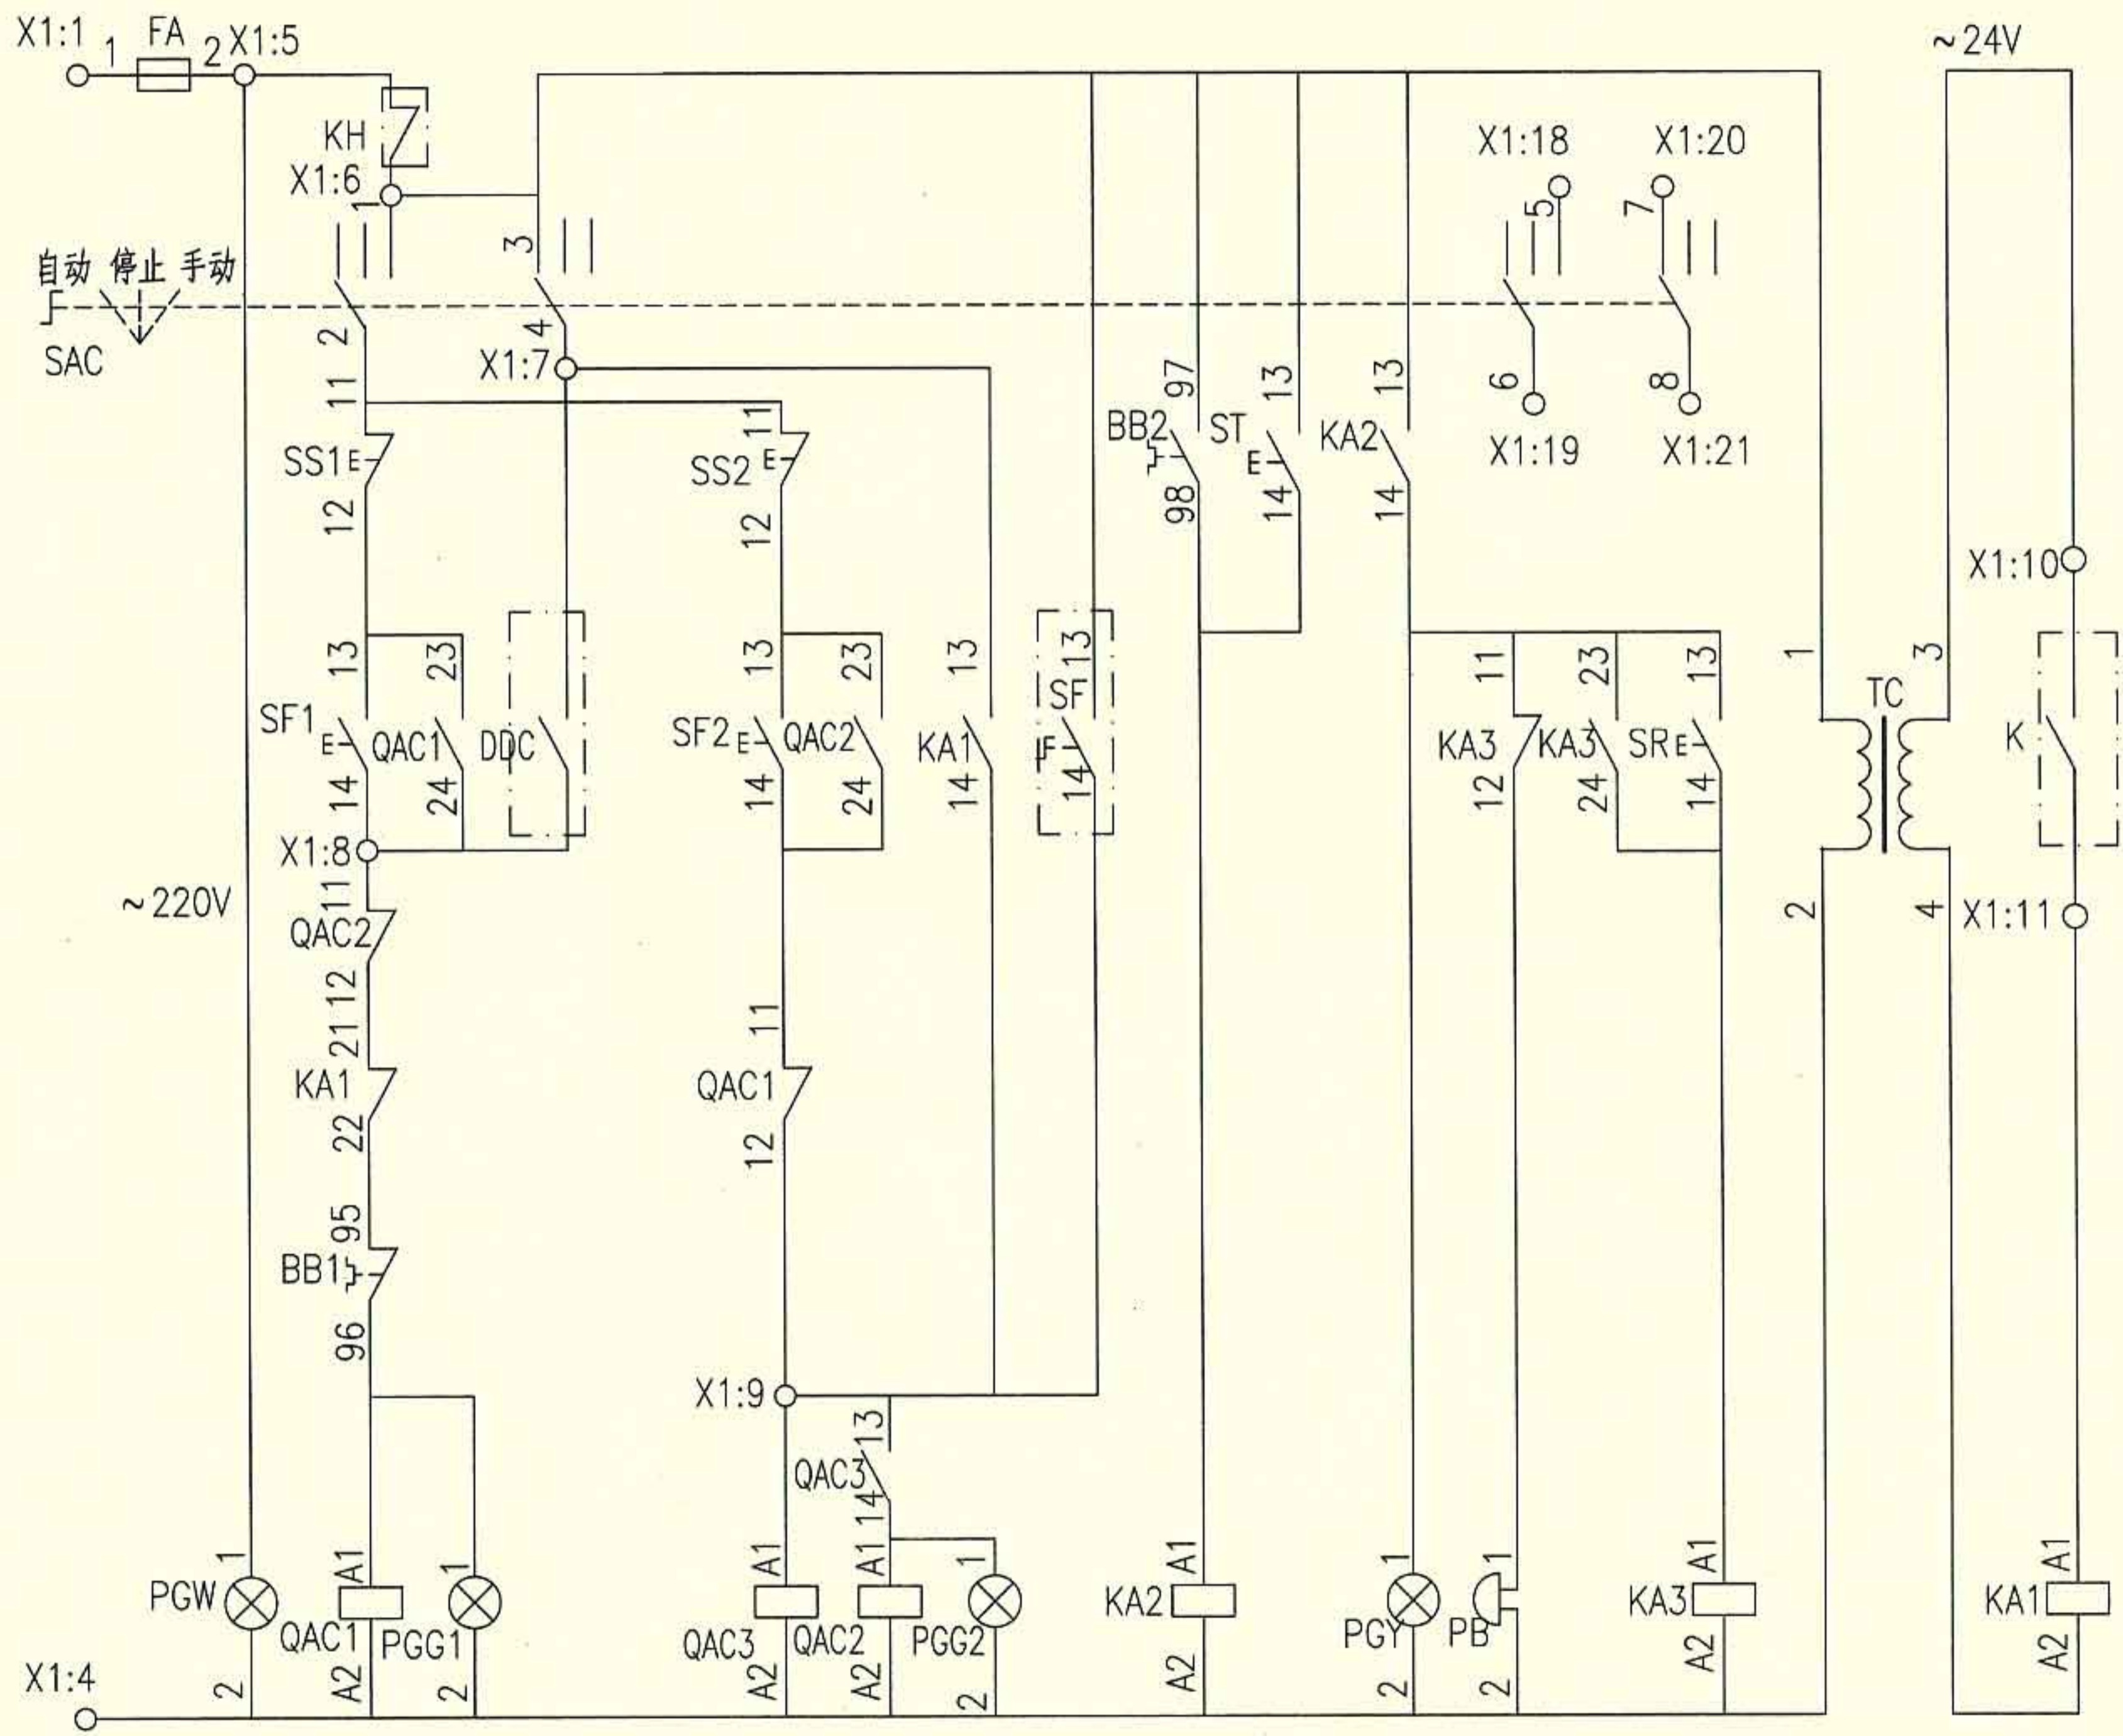 X1:1 1 FA 2 X1:5
~24V
KH
X1:6
1
3
X1:18 X1:20
5 7
自动 停止 手动
SAC
2 4
X1:7
6 8
X1:19 X1:21
11
SS1 E
12
11
SS2 E
12
97
BB2
98
13
ST
E
14
13
KA2
14
X1:10
13
SF1
E
14
23
QAC1
24
DDC
13
SF2 E
14
23
QAC2
24
13
KA1
14
13
SF
F
14
11
KA3
12
23
KA3
24
13
SR E
14
1 TC 3
2 4
K
X1:11
X1:8
~220V
11
QAC2
12
21
KA1
22
95
BB1
96
11
QAC1
12
X1:9
13
QAC3
14
1
PGW
2
A1
QAC1
A2
1
PGG1
2
A1
QAC3
A2
A1
QAC2
A2
1
PGG2
2
A1
KA2
A2
1
PGY
2
A1
PB
2
A1
KA3
A2
A1
KA1
A2
X1:4